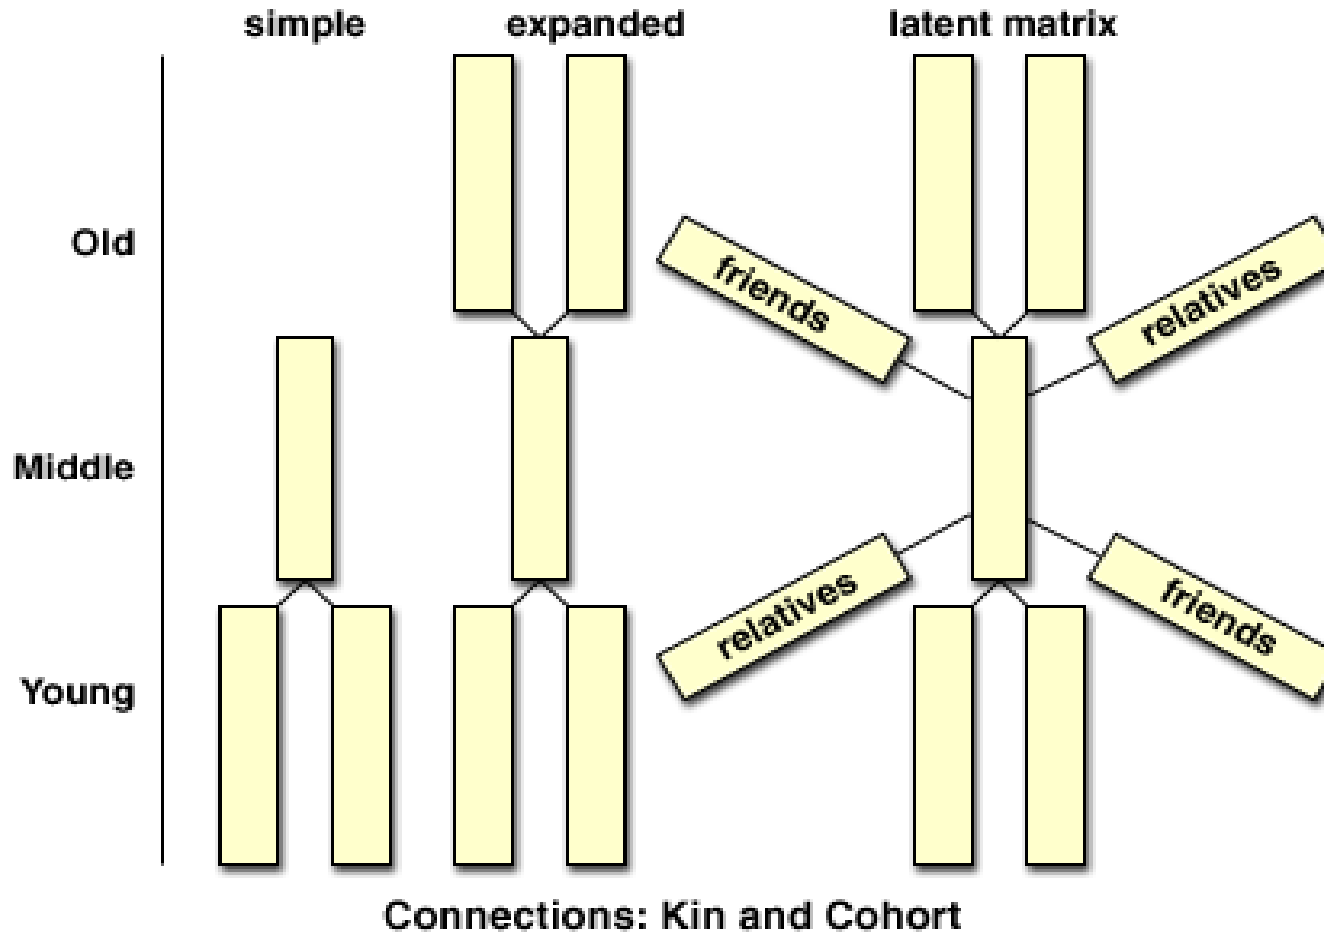 simple
expanded
latent matrix
Old
friends
relatives
Middle
relatives
friends
Young
Connections: Kin and Cohort